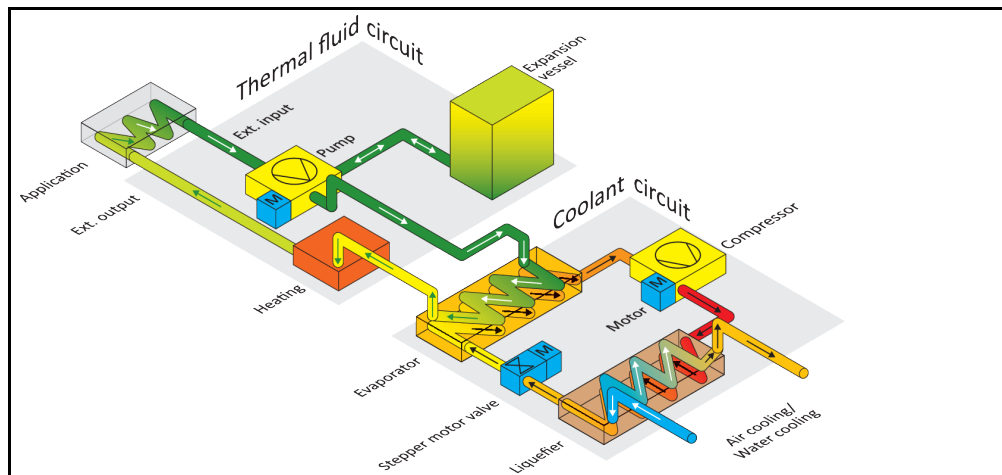 Thermal fluid circuit
Expansion
vessel
Ext. input
Pump
Application
M
Ext. output
Coolant circuit
Compressor
Heating
M
Motor
Evaporator
M
Stepper motor valve
Liquefier
Air cooling/
Water cooling